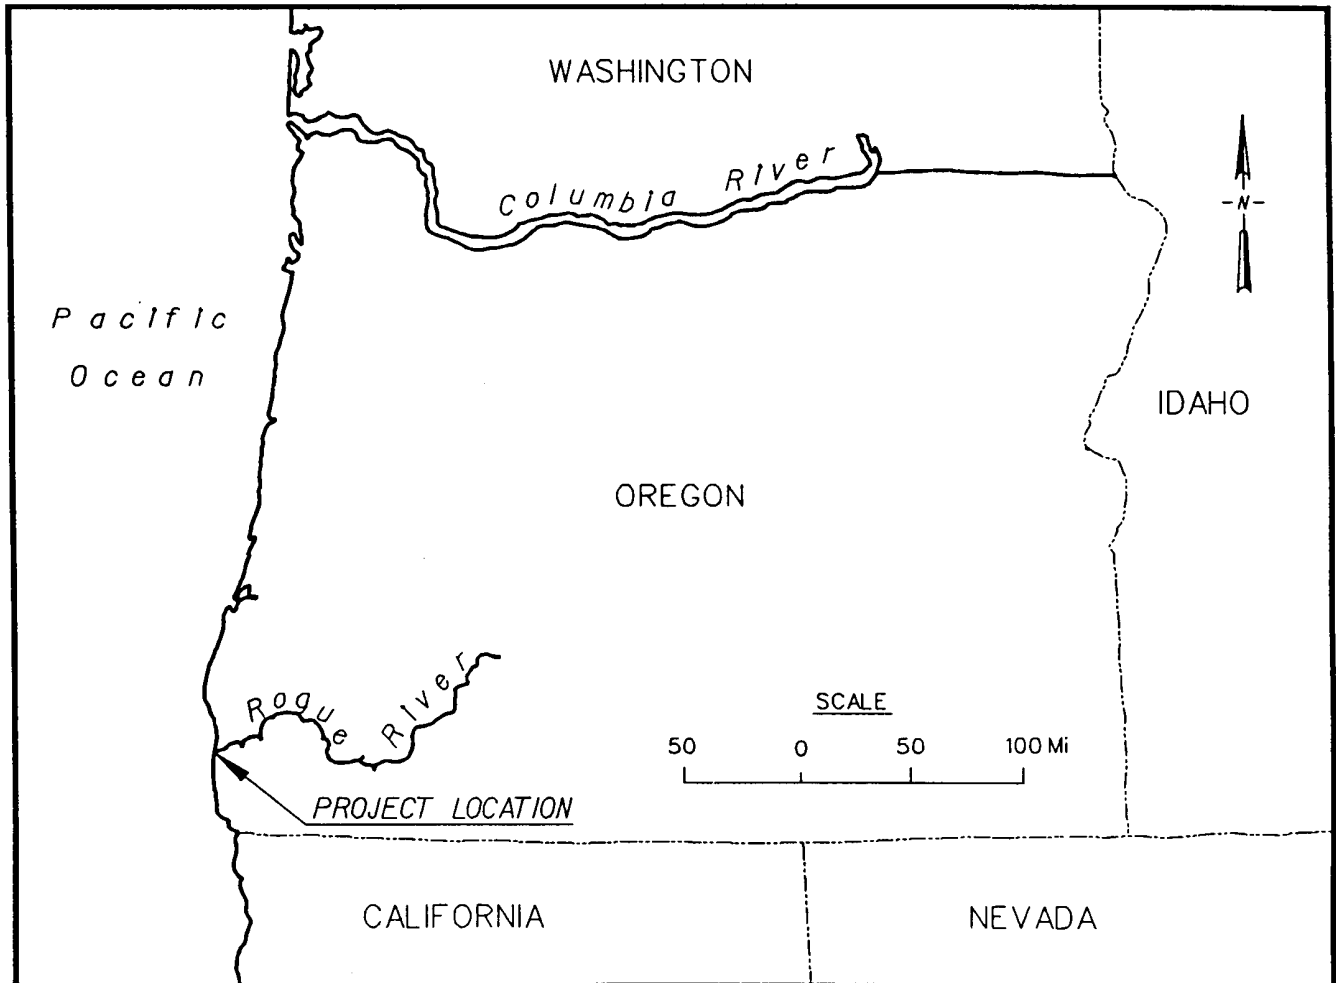 WASHINGTON
Columbia River
-N-
Pacific
Ocean
IDAHO
OREGON
Rogue River
SCALE
50 0 50 100 Mi
PROJECT LOCATION
CALIFORNIA
NEVADA